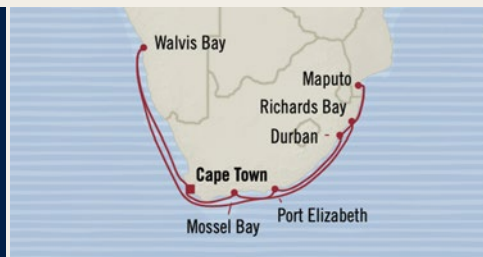 Walvis Bay
Maputo
Richards Bay
Durban
Cape Town
Port Elizabeth
Mossel Bay